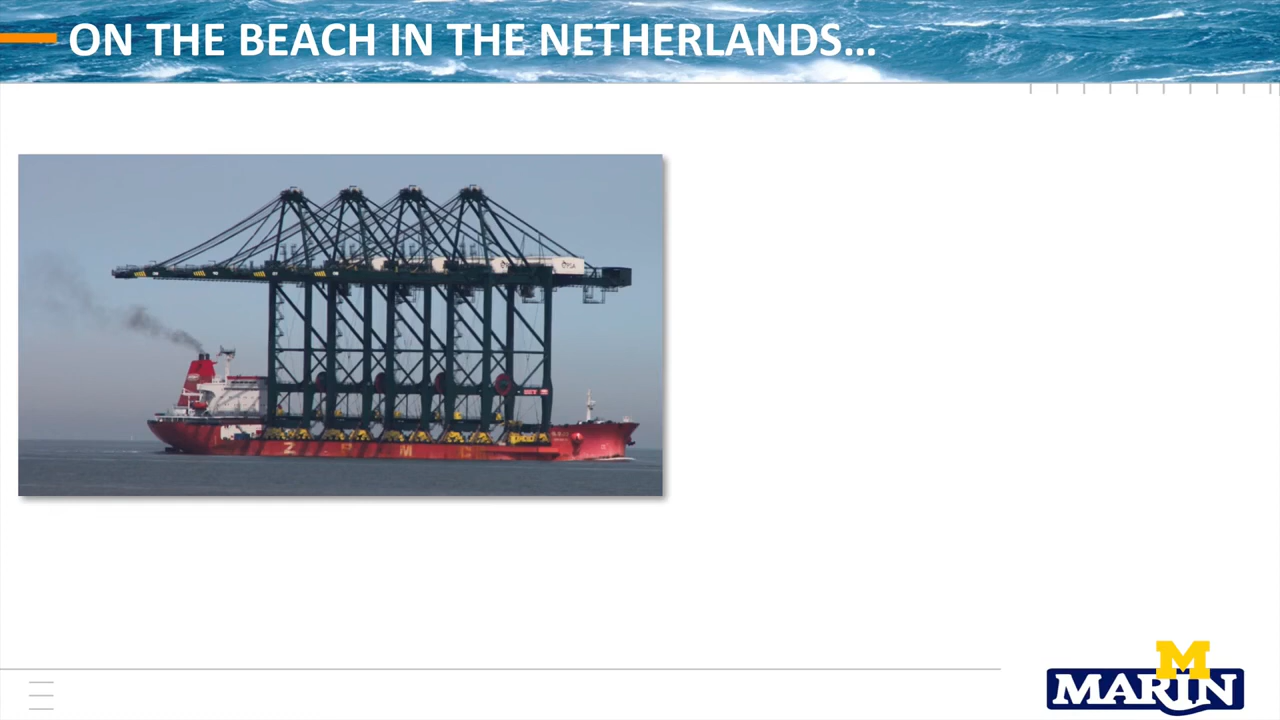 ON THE BEACH IN THE NETHERLANDS…
Z P M C
M
MARIN